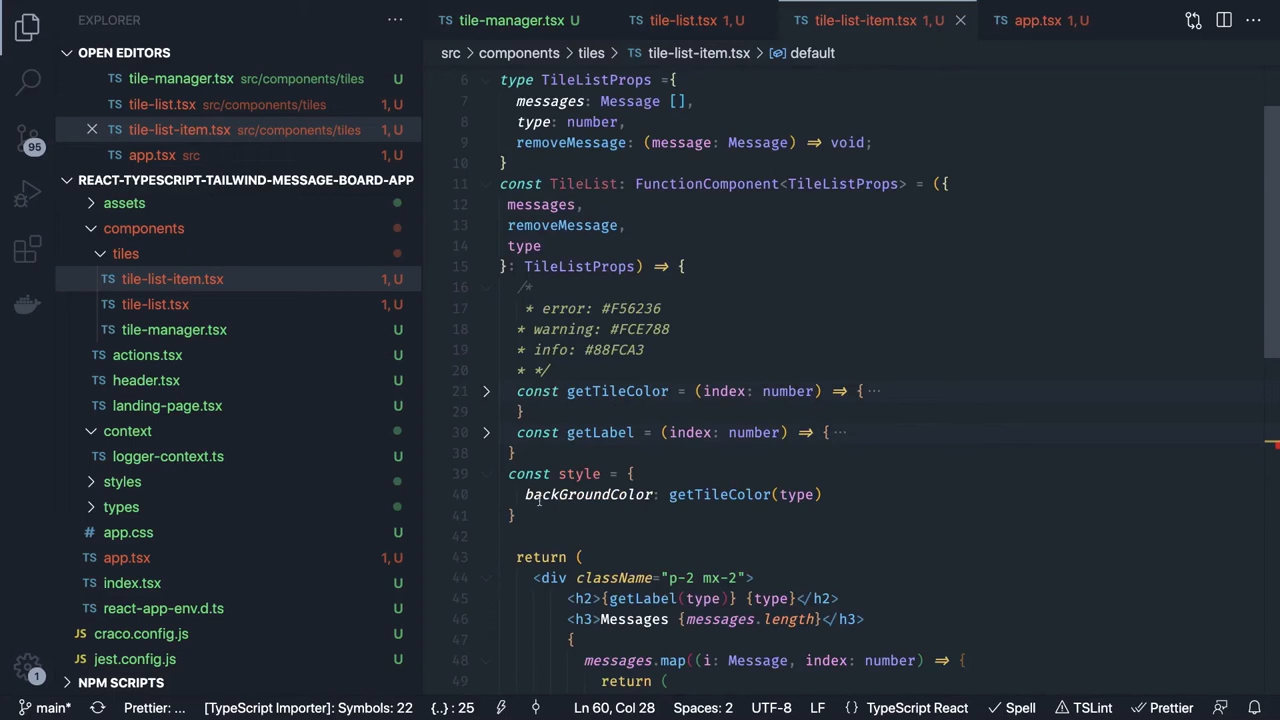 EXPLORER
OPEN EDITORS
TS tile-manager.tsx src/components/tiles U
TS tile-list.tsx src/components/tiles 1, U
TS tile-list-item.tsx src/components/tiles 1, U
TS app.tsx src 1, U
REACT-TYPESCRIPT-TAILWIND-MESSAGE-BOARD-APP
assets
components
tiles
TS tile-list-item.tsx 1, U
TS tile-list.tsx 1, U
TS tile-manager.tsx U
TS actions.tsx U
TS header.tsx U
TS landing-page.tsx U
context
TS logger-context.ts U
styles
types
TS app.css U
TS app.tsx 1, U
TS index.tsx U
TS react-app-env.d.ts U
JS craco.config.js U
JS jest.config.js U
NPM SCRIPTS
95
1
tile-manager.tsx U
TS tile-list.tsx 1, U
TS tile-list-item.tsx 1, U
TS app.tsx 1, U
src > components > tiles > TS tile-list-item.tsx > default
6 type TileListProps ={
7 messages: Message [],
8 type: number,
9 removeMessage: (message: Message) ⇒ void;
10 }
11 const TileList: FunctionComponent<TileListProps> = ({
12 messages,
13 removeMessage,
14 type
15 }: TileListProps) ⇒ {
16 /*
17 * error: #F56236
18 * warning: #FCE788
19 * info: #88FCA3
20 * */
21 const getTileColor = (index: number) ⇒ { ···
29 }
30 const getLabel = (index: number) ⇒ { ···
38 }
39 const style = {
40 backGroundColor: getTileColor(type)
41 }
42
43 return (
44 <div className="p-2 mx-2">
45 <h2>{getLabel(type)} {type}</h2>
46 <h3>Messages {messages.length}</h3>
47 {
48 messages.map((i: Message, index: number) ⇒ {
49 return (
main* Prettier: ... [TypeScript Importer]: Symbols: 22 {..} : 25 Ln 60, Col 28 Spaces: 2 UTF-8 LF {} TypeScript React Spell TSLint Prettier